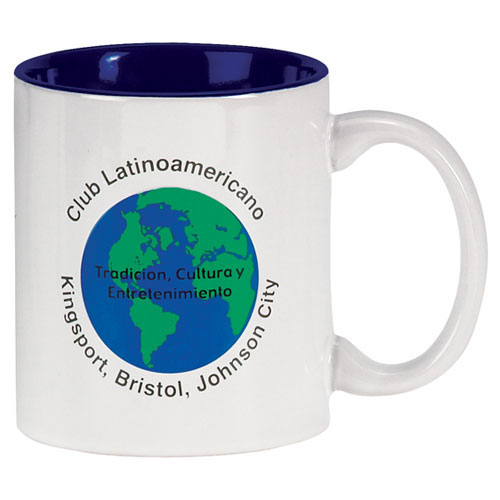 Club Latinoamericano
Tradicion, Cultura y
Entretenimiento
Kingsport, Bristol, Johnson City